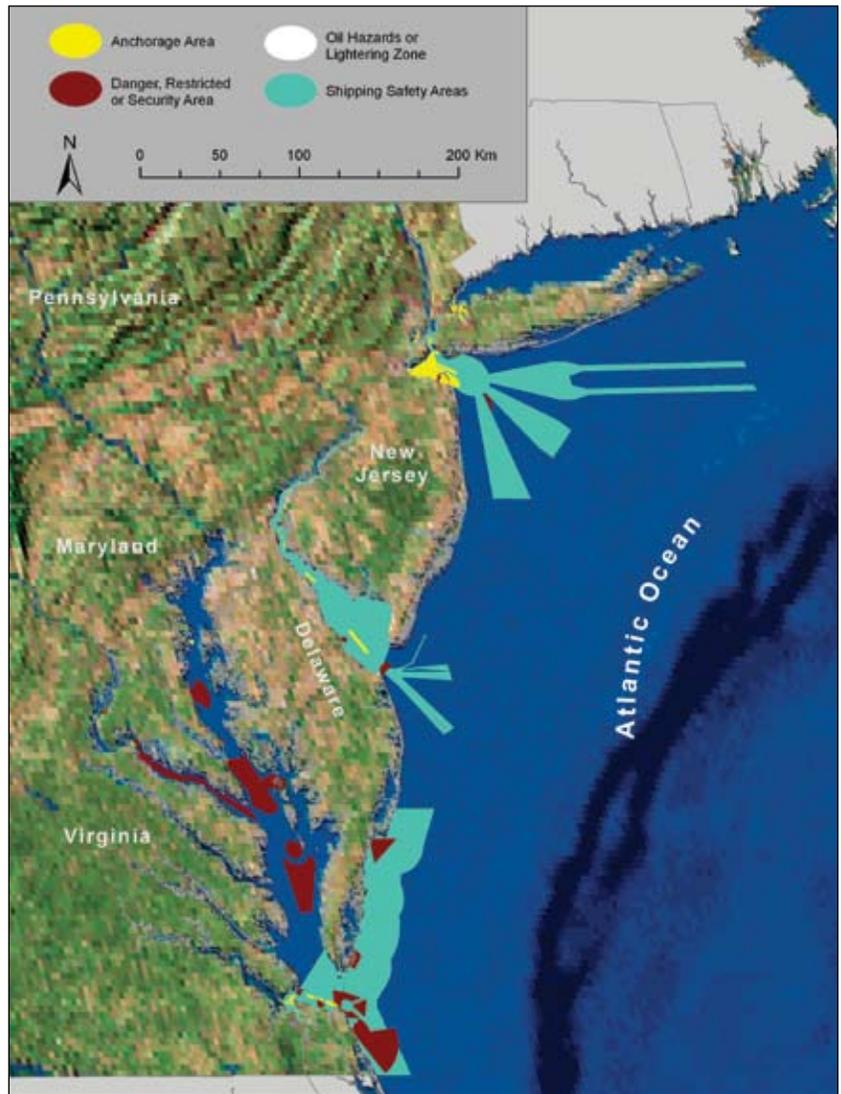 Anchorage Area
Oil Hazards or
Lightering Zone
Danger, Restricted
or Security Area
Shipping Safety Areas
N
0 50 100 200 Km
Pennsylvania
New
Jersey
Maryland
Delaware
Atlantic Ocean
Virginia